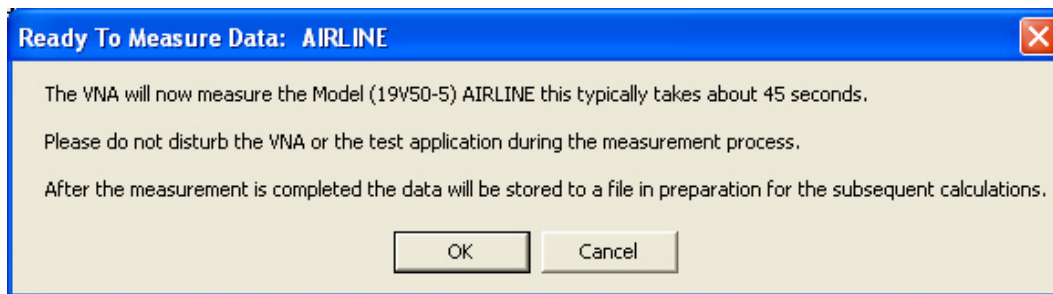 Ready To Measure Data:  AIRLINE
The VNA will now measure the Model (19V50-5) AIRLINE this typically takes about 45 seconds.
Please do not disturb the VNA or the test application during the measurement process.
After the measurement is completed the data will be stored to a file in preparation for the subsequent calculations.
OK
Cancel